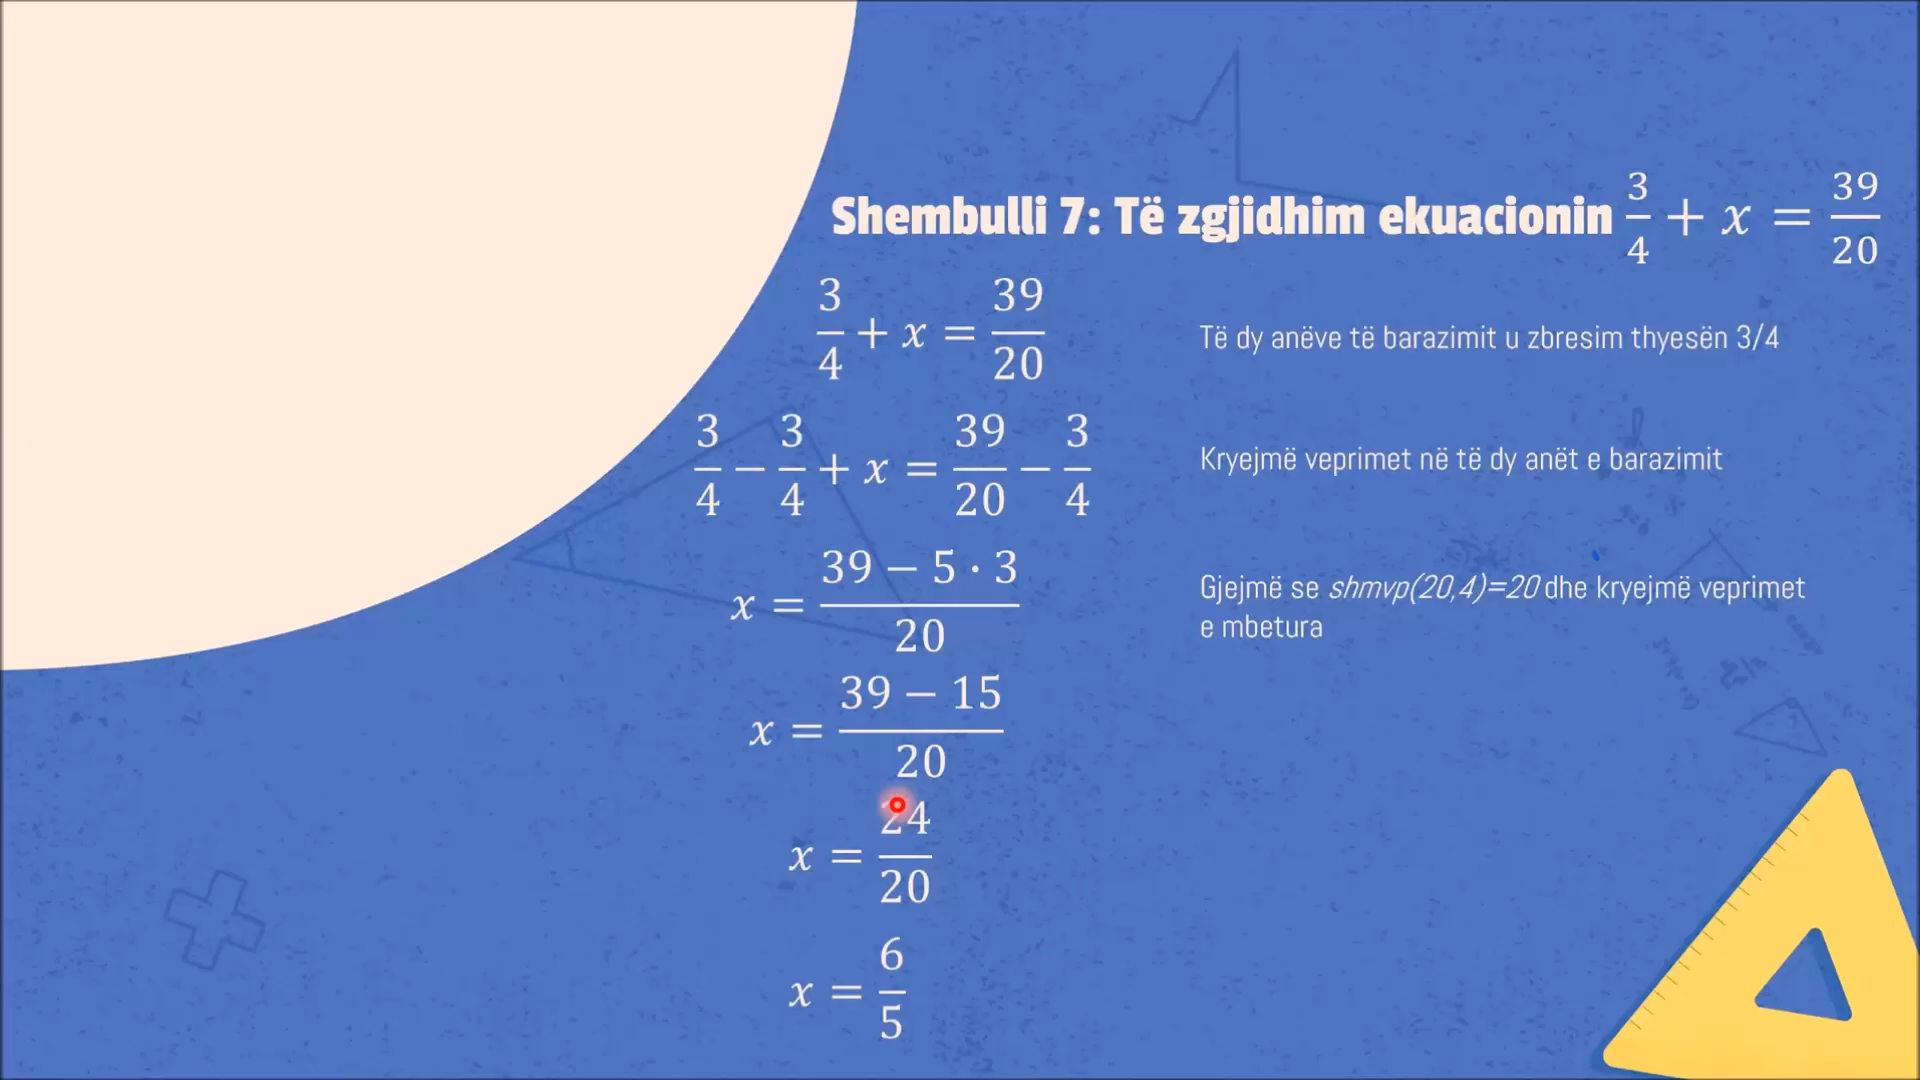 Shembulli 7: Të zgjidhim ekuacionin 3/4 + x = 39/20
3/4 + x = 39/20
Të dy anëve të barazimit u zbresim thyesën 3/4
3/4 − 3/4 + x = 39/20 − 3/4
Kryejmë veprimet në të dy anët e barazimit
x = (39 − 5 · 3)/20
Gjejmë se shmvp(20,4)=20 dhe kryejmë veprimet
e mbetura
x = (39 − 15)/20
x = 24/20
x = 6/5